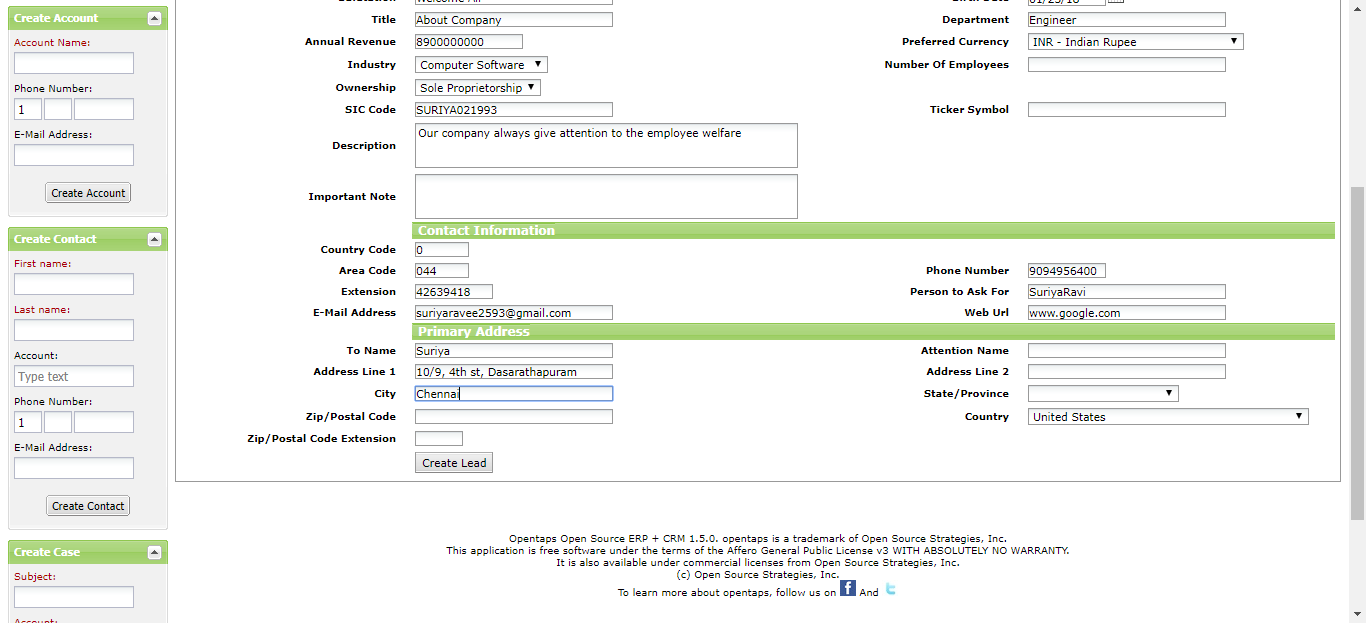 Create Account
Account Name:
Phone Number:
1
E-Mail Address:
Create Account
Create Contact
First name:
Last name:
Account:
Type text
Phone Number:
1
E-Mail Address:
Create Contact
Create Case
Subject:
Title About Company Department Engineer
Annual Revenue 8900000000 Preferred Currency INR - Indian Rupee
Industry Computer Software Number Of Employees
Ownership Sole Proprietorship
SIC Code SURIYA021993 Ticker Symbol
Description Our company always give attention to the employee welfare
Important Note
Contact Information
Country Code 0
Area Code 044 Phone Number 9094956400
Extension 42639418 Person to Ask For SuriyaRavi
E-Mail Address suriyaravee2593@gmail.com Web Url www.google.com
Primary Address
To Name Suriya Attention Name
Address Line 1 10/9, 4th st, Dasarathapuram Address Line 2
City Chennai State/Province
Zip/Postal Code Country United States
Zip/Postal Code Extension
Create Lead
Opentaps Open Source ERP + CRM 1.5.0. opentaps is a trademark of Open Source Strategies, Inc.
This application is free software under the terms of the Affero General Public License v3 WITH ABSOLUTELY NO WARRANTY.
It is also available under commercial licenses from Open Source Strategies, Inc.
(c) Open Source Strategies, Inc.
To learn more about opentaps, follow us on f And t